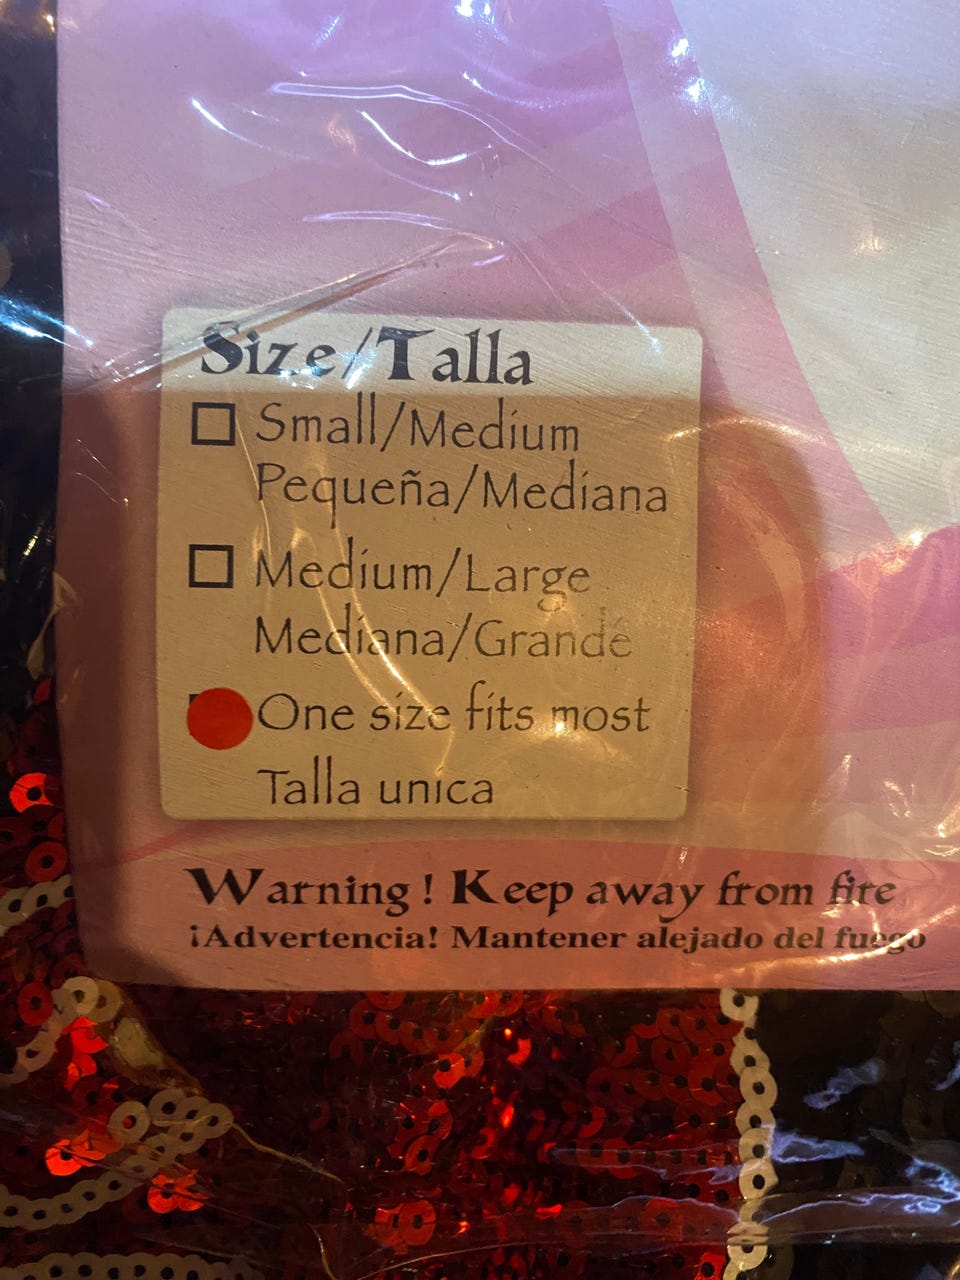 Size/Talla
Small/Medium
Pequeña/Mediana
Medium/Large
Mediana/Grande
One size fits most
Talla unica
Warning! Keep away from fire
¡Advertencia! Mantener alejado del fuego